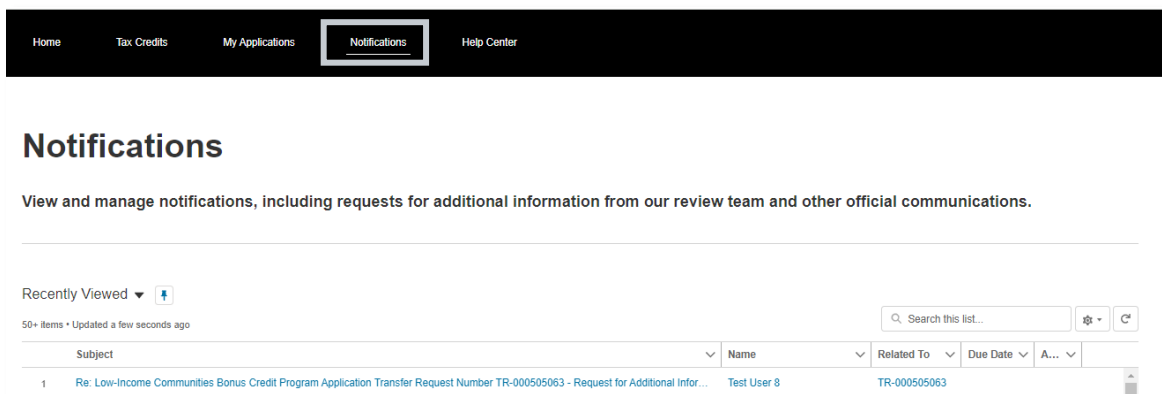 Home Tax Credits My Applications Notifications Help Center
Notifications
View and manage notifications, including requests for additional information from our review team and other official communications.
Recently Viewed
50+ items • Updated a few seconds ago
Search this list...
Subject Name Related To Due Date A...
1 Re: Low-Income Communities Bonus Credit Program Application Transfer Request Number TR-000505063 - Request for Additional Infor... Test User 8 TR-000505063